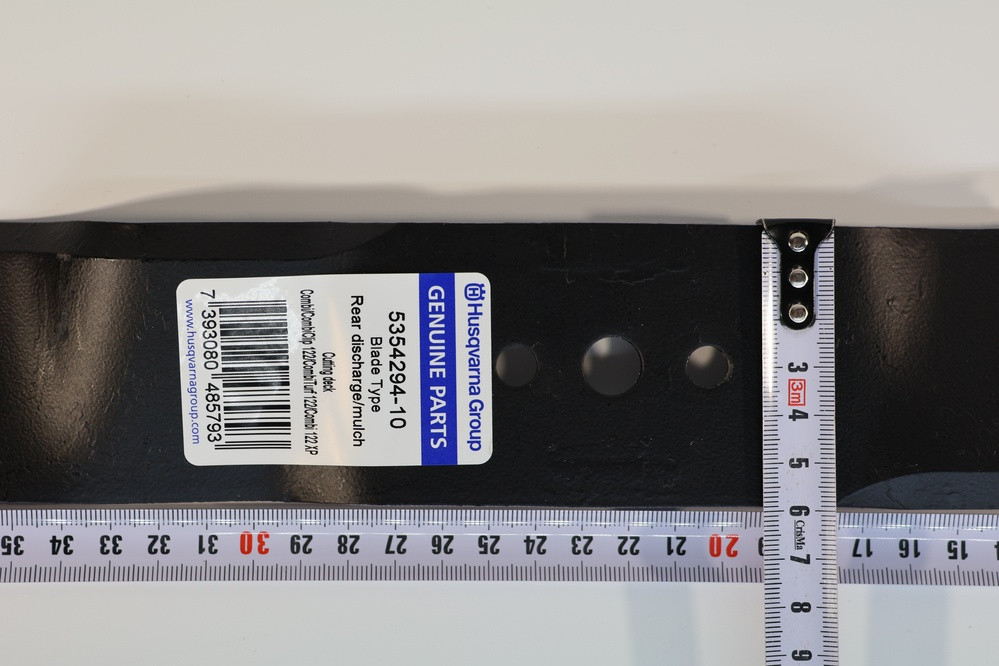 Husqvarna Group
GENUINE PARTS
5354294-10
Blade Type
Rear discharge/mulch
Cutting deck
Combi/CombiClip 122/CombiTurf 122/Combi 122 XP
7 393080 485793
www.husqvarnagroup.com
3
3m
4
5
6
CrisMa
7
8
9
35 34 33 32 31 30 29 28 27 26 25 24 23 22 21 20 17 16 15